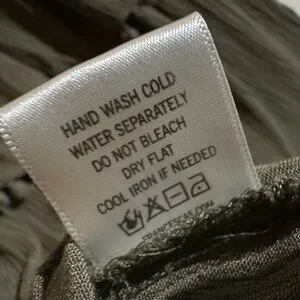 HAND WASH COLD
WATER SEPARATELY
DO NOT BLEACH
DRY FLAT
COOL IRON IF NEEDED